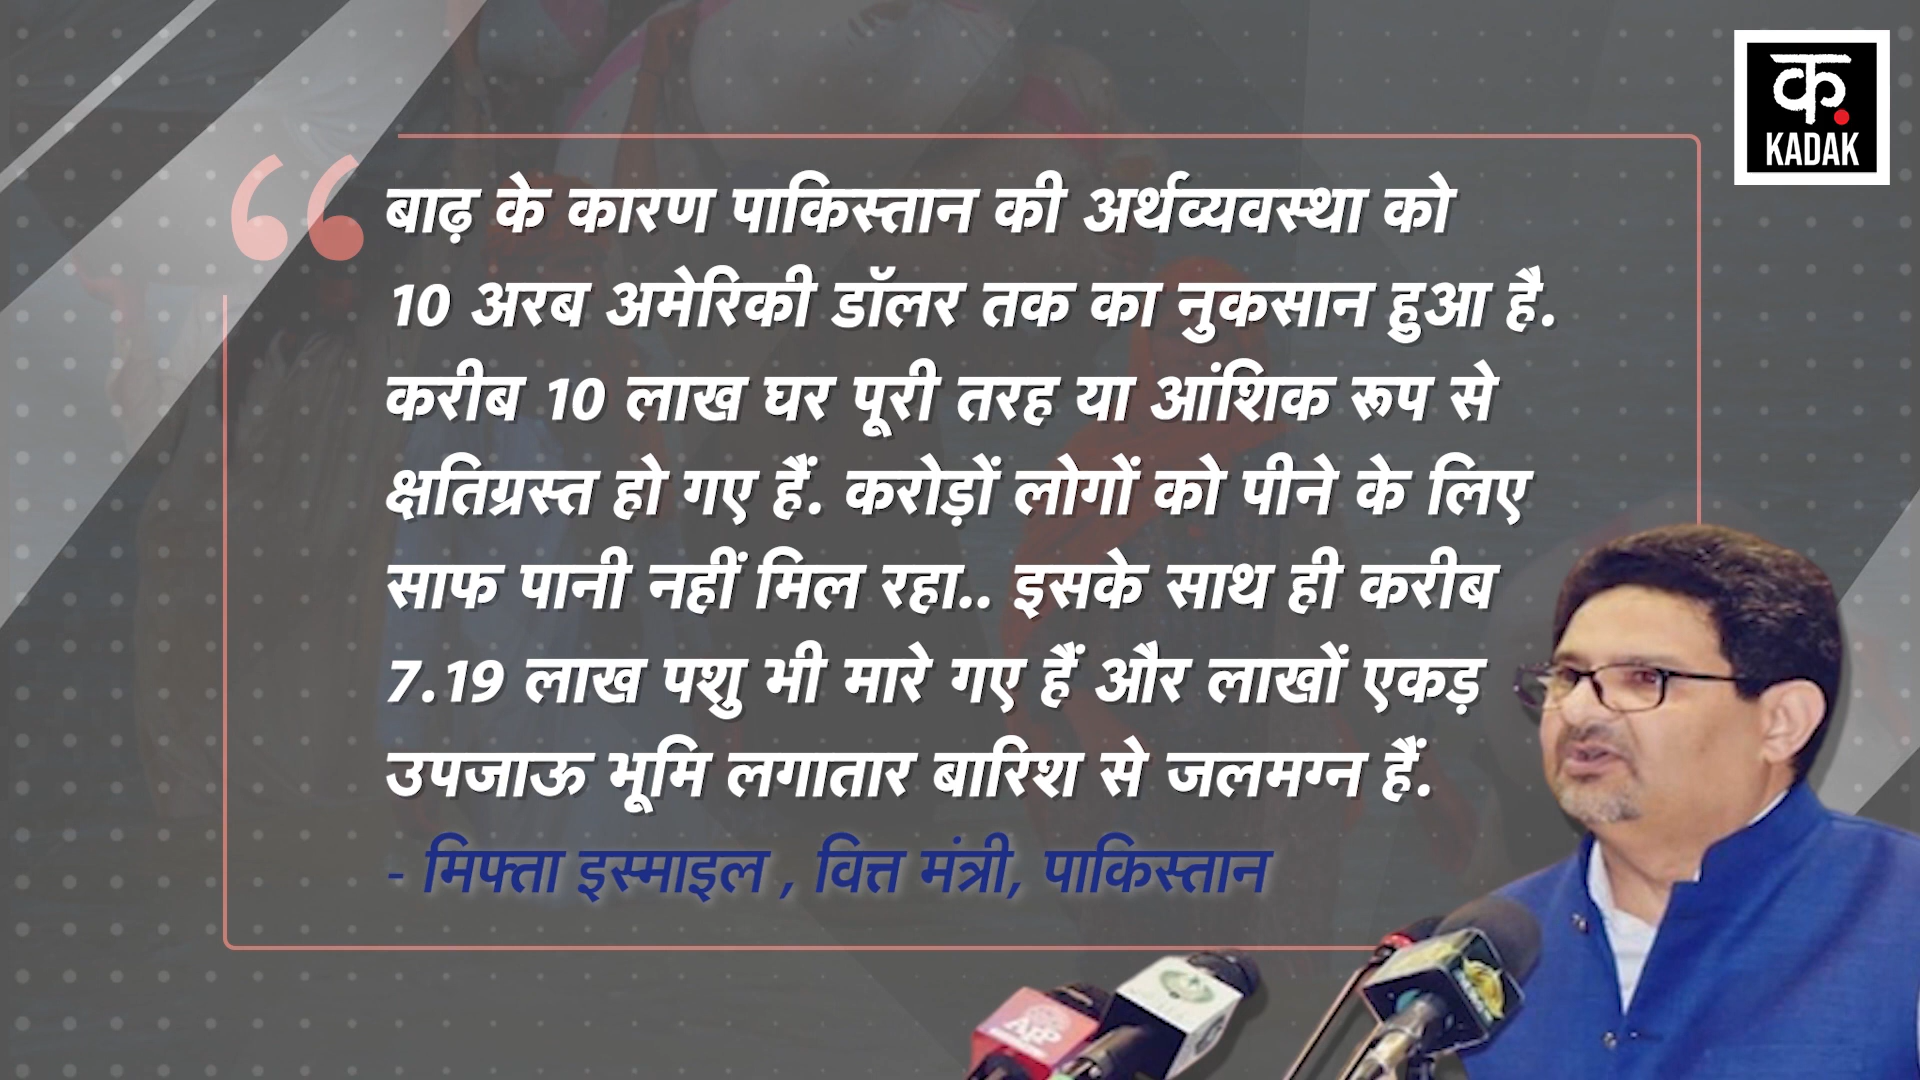 क
KADAK
बाढ़ के कारण पाकिस्तान की अर्थव्यवस्था को
10 अरब अमेरिकी डॉलर तक का नुकसान हुआ है.
करीब 10 लाख घर पूरी तरह या आंशिक रूप से
क्षतिग्रस्त हो गए हैं. करोड़ों लोगों को पीने के लिए
साफ पानी नहीं मिल रहा.. इसके साथ ही करीब
7.19 लाख पशु भी मारे गए हैं और लाखों एकड़
उपजाऊ भूमि लगातार बारिश से जलमग्न हैं.
- मिफ्ता इस्माइल , वित्त मंत्री, पाकिस्तान
APP